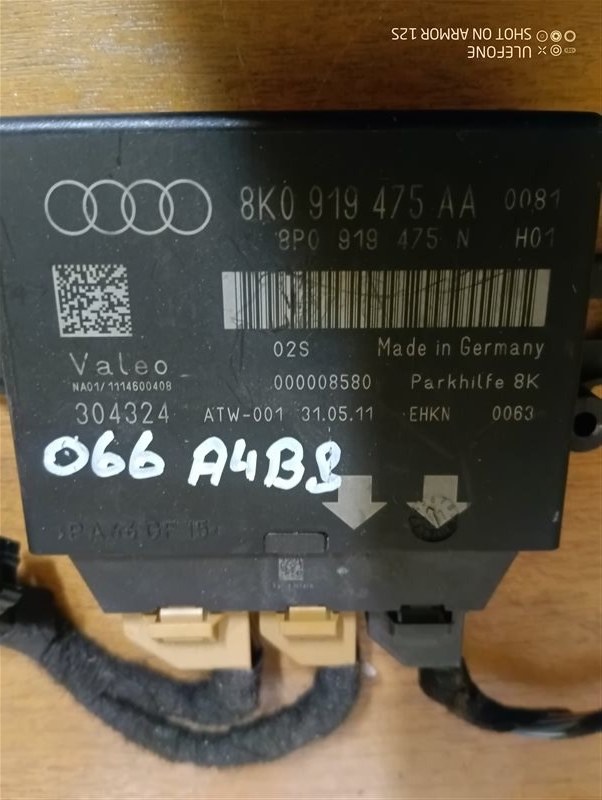 SHOT ON ARMOR 12S
ULEFONE
8K0 919 475 AA 0081
8P0 919 475 N H01
02S Made in Germany
Valeo
NA01/1114600408
000008580 Parkhilfe 8K
304324 ATW-001 31.05.11 EHKN 0063
066 A4B8